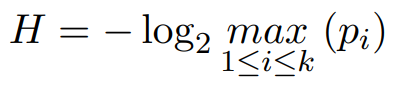 H = − log₂ max (pᵢ)
1≤i≤k